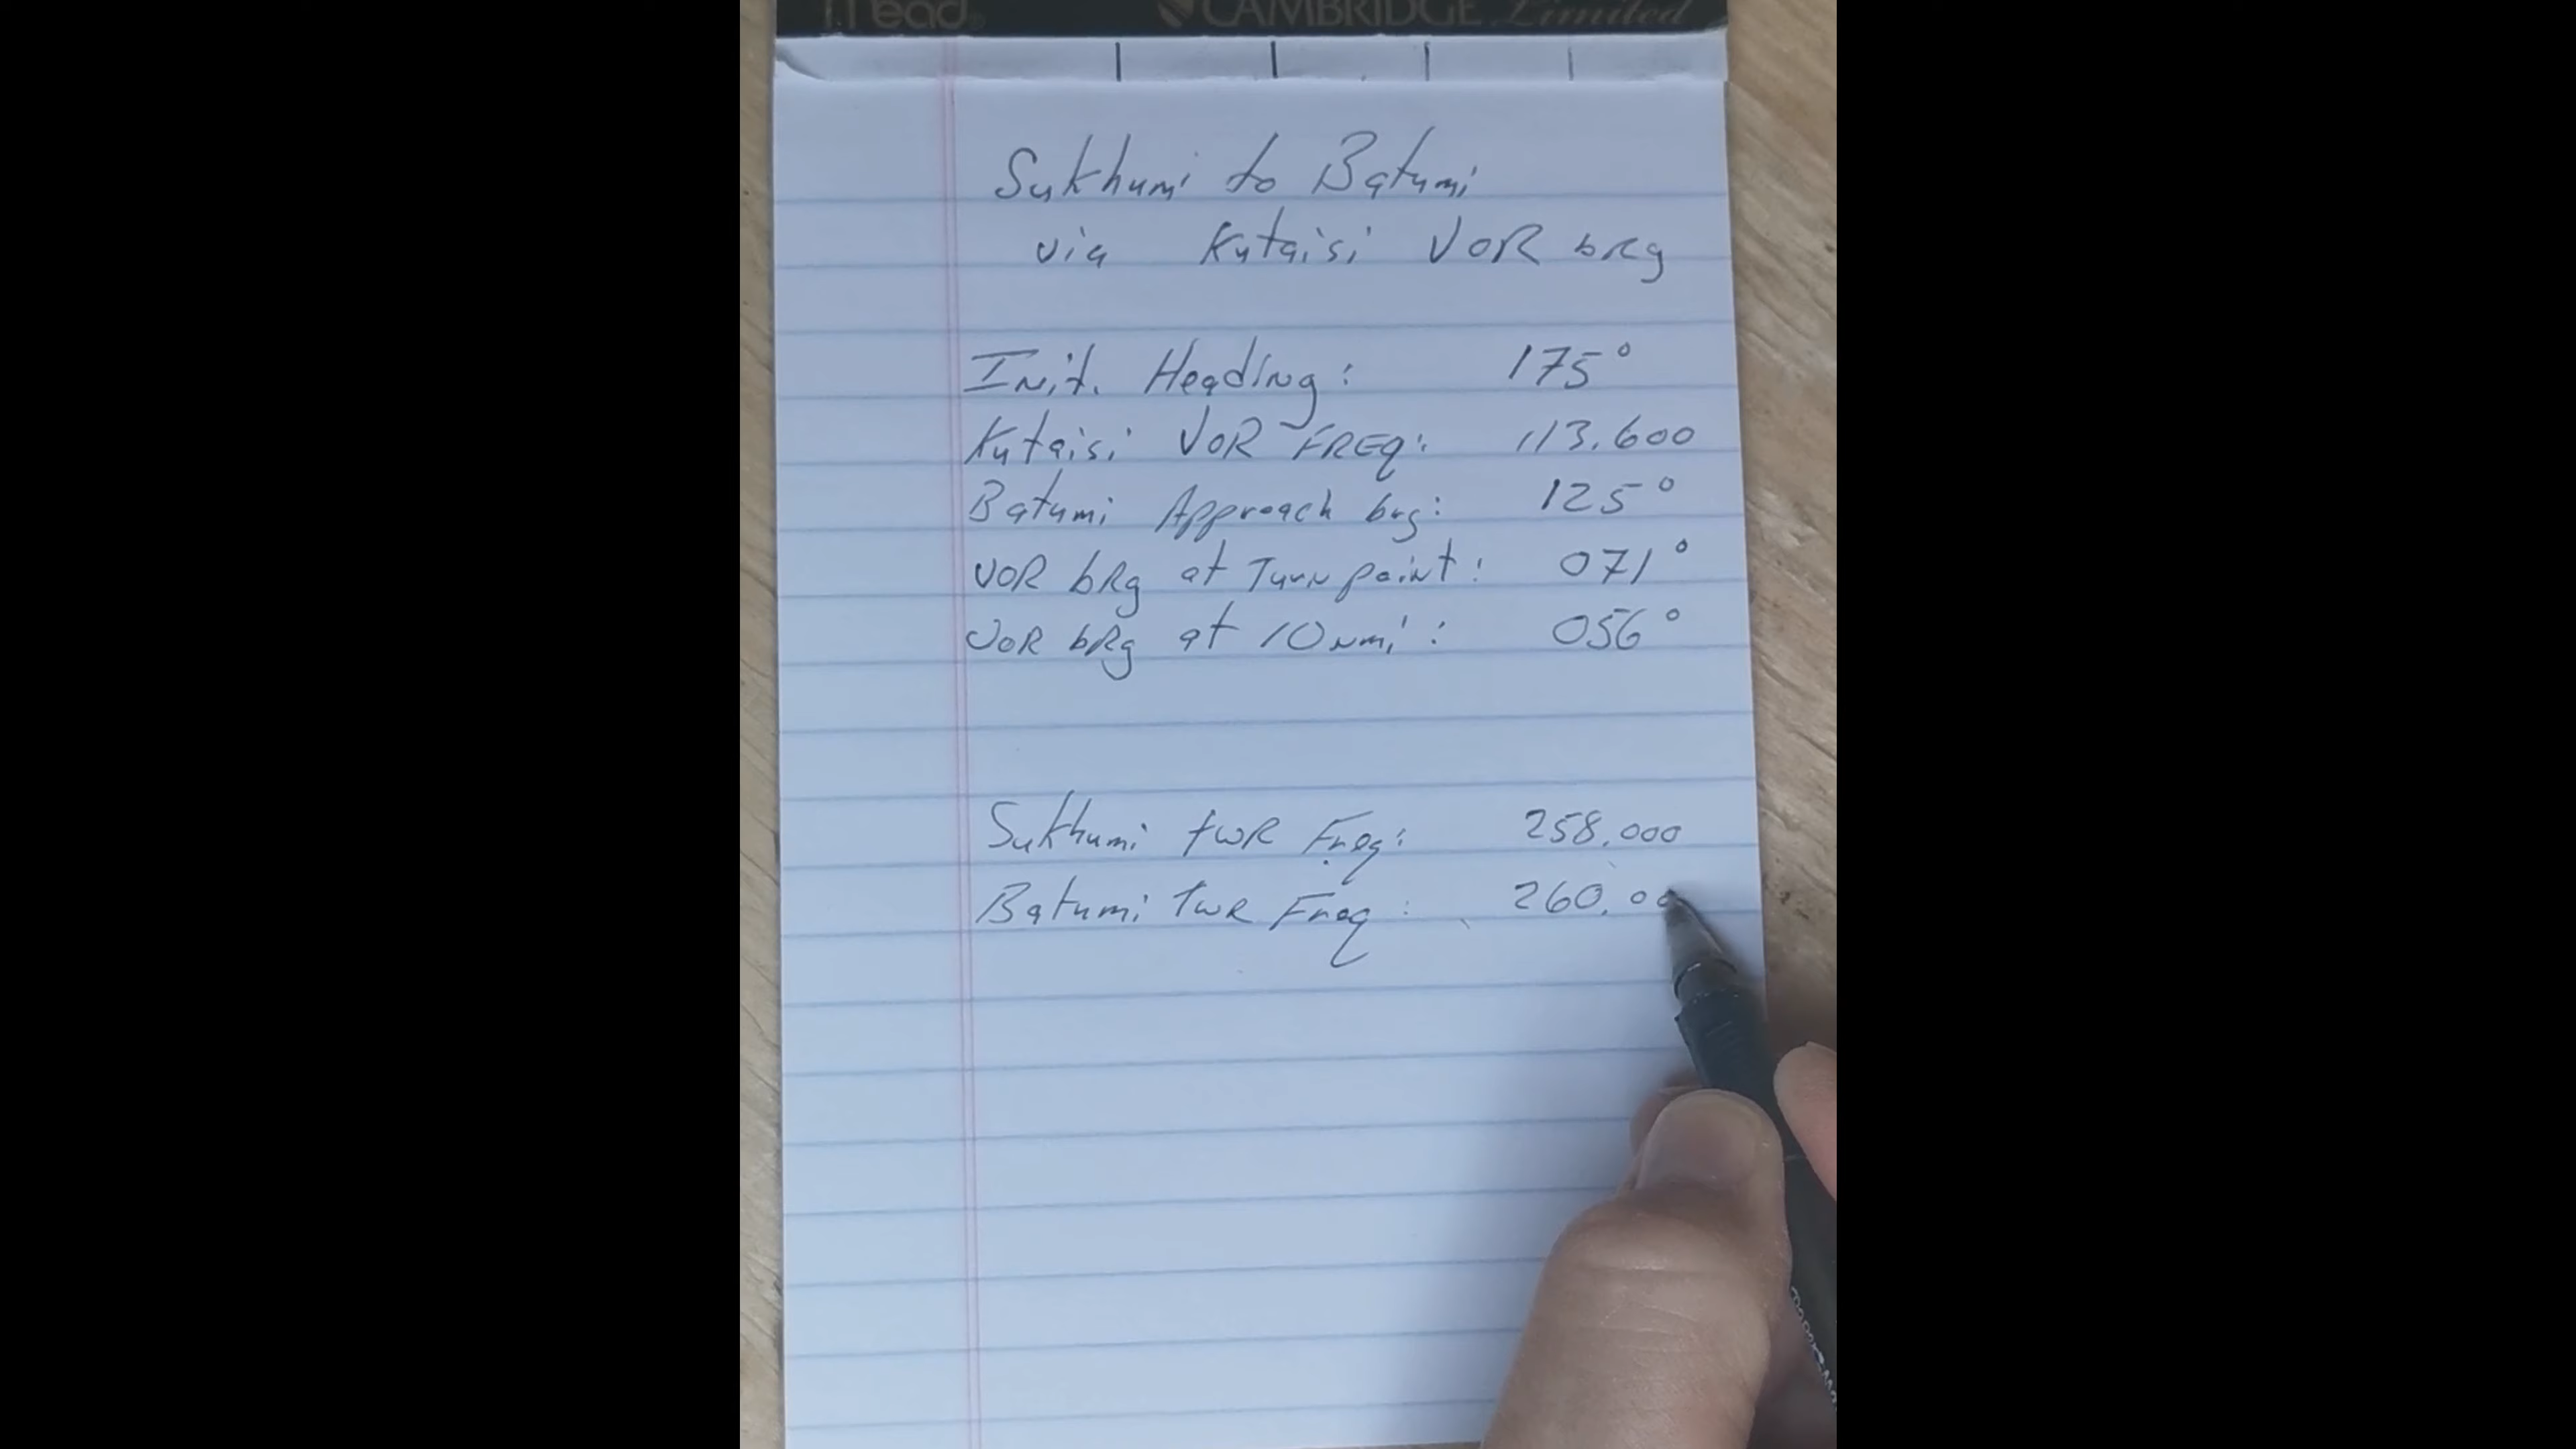 Mead CAMBRIDGE Limited
Sukhumi to Batumi
via Kutaisi VOR bRg
Init. Heading: 175°
Kutaisi VOR FREQ: 113.600
Batumi Approach brg: 125°
VOR bRg at Turn point: 071°
VOR bRg at 10 nmi: 056°
Sukhumi twR Freq: 258.000
Batumi twR Freq: 260.00